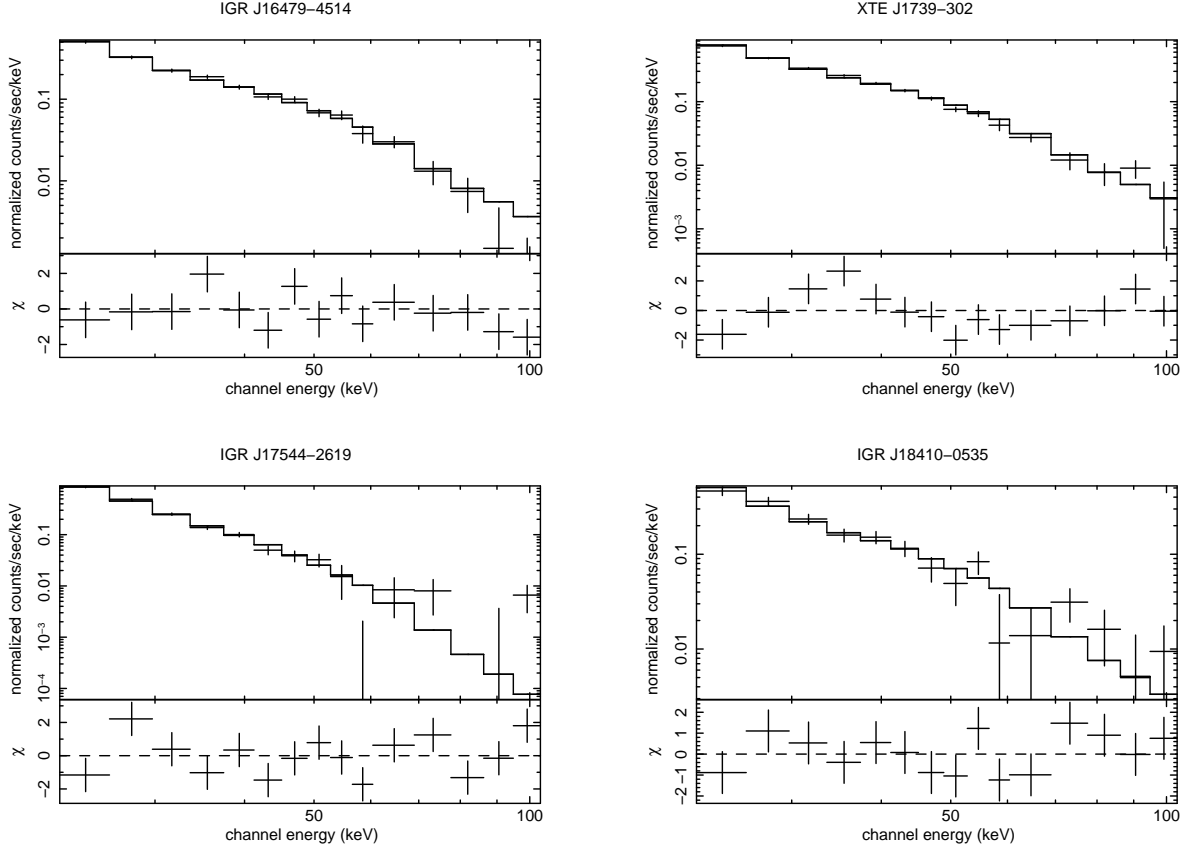 IGR J16479−4514
normalized counts/sec/keV
0.1
0.01
χ
2
0
−2
50
100
channel energy (keV)
XTE J1739−302
normalized counts/sec/keV
0.1
0.01
10−3
χ
2
0
−2
50
100
channel energy (keV)
IGR J17544−2619
normalized counts/sec/keV
0.1
0.01
10−3
10−4
χ
2
0
−2
50
100
channel energy (keV)
IGR J18410−0535
normalized counts/sec/keV
0.1
0.01
χ
2
1
0
−1
−2
50
100
channel energy (keV)